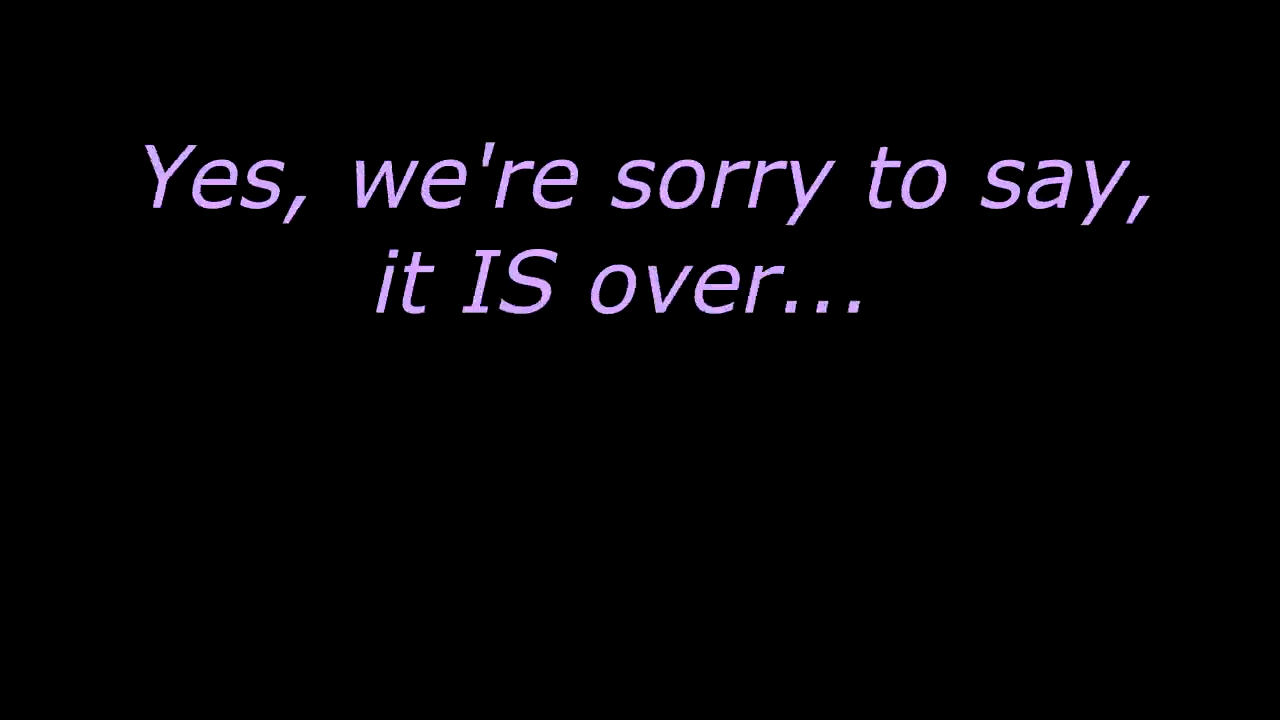 Yes, we're sorry to say,
it IS over...